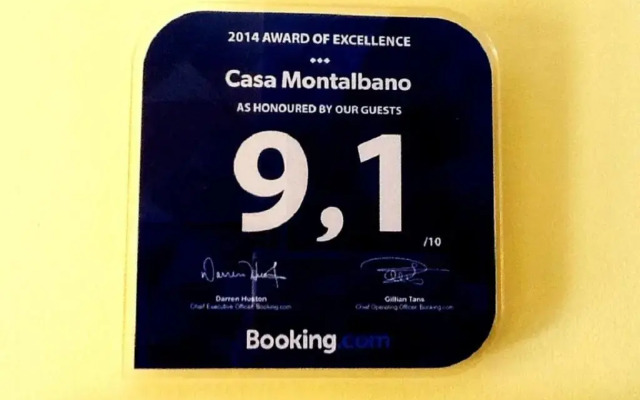 2014 AWARD OF EXCELLENCE
Casa Montalbano
AS HONOURED BY OUR GUESTS
9,1
/10
Darren Huston
Gillian Tans
Chief Executive Officer Booking.com
Chief Operating Officer Booking.com
Booking.com